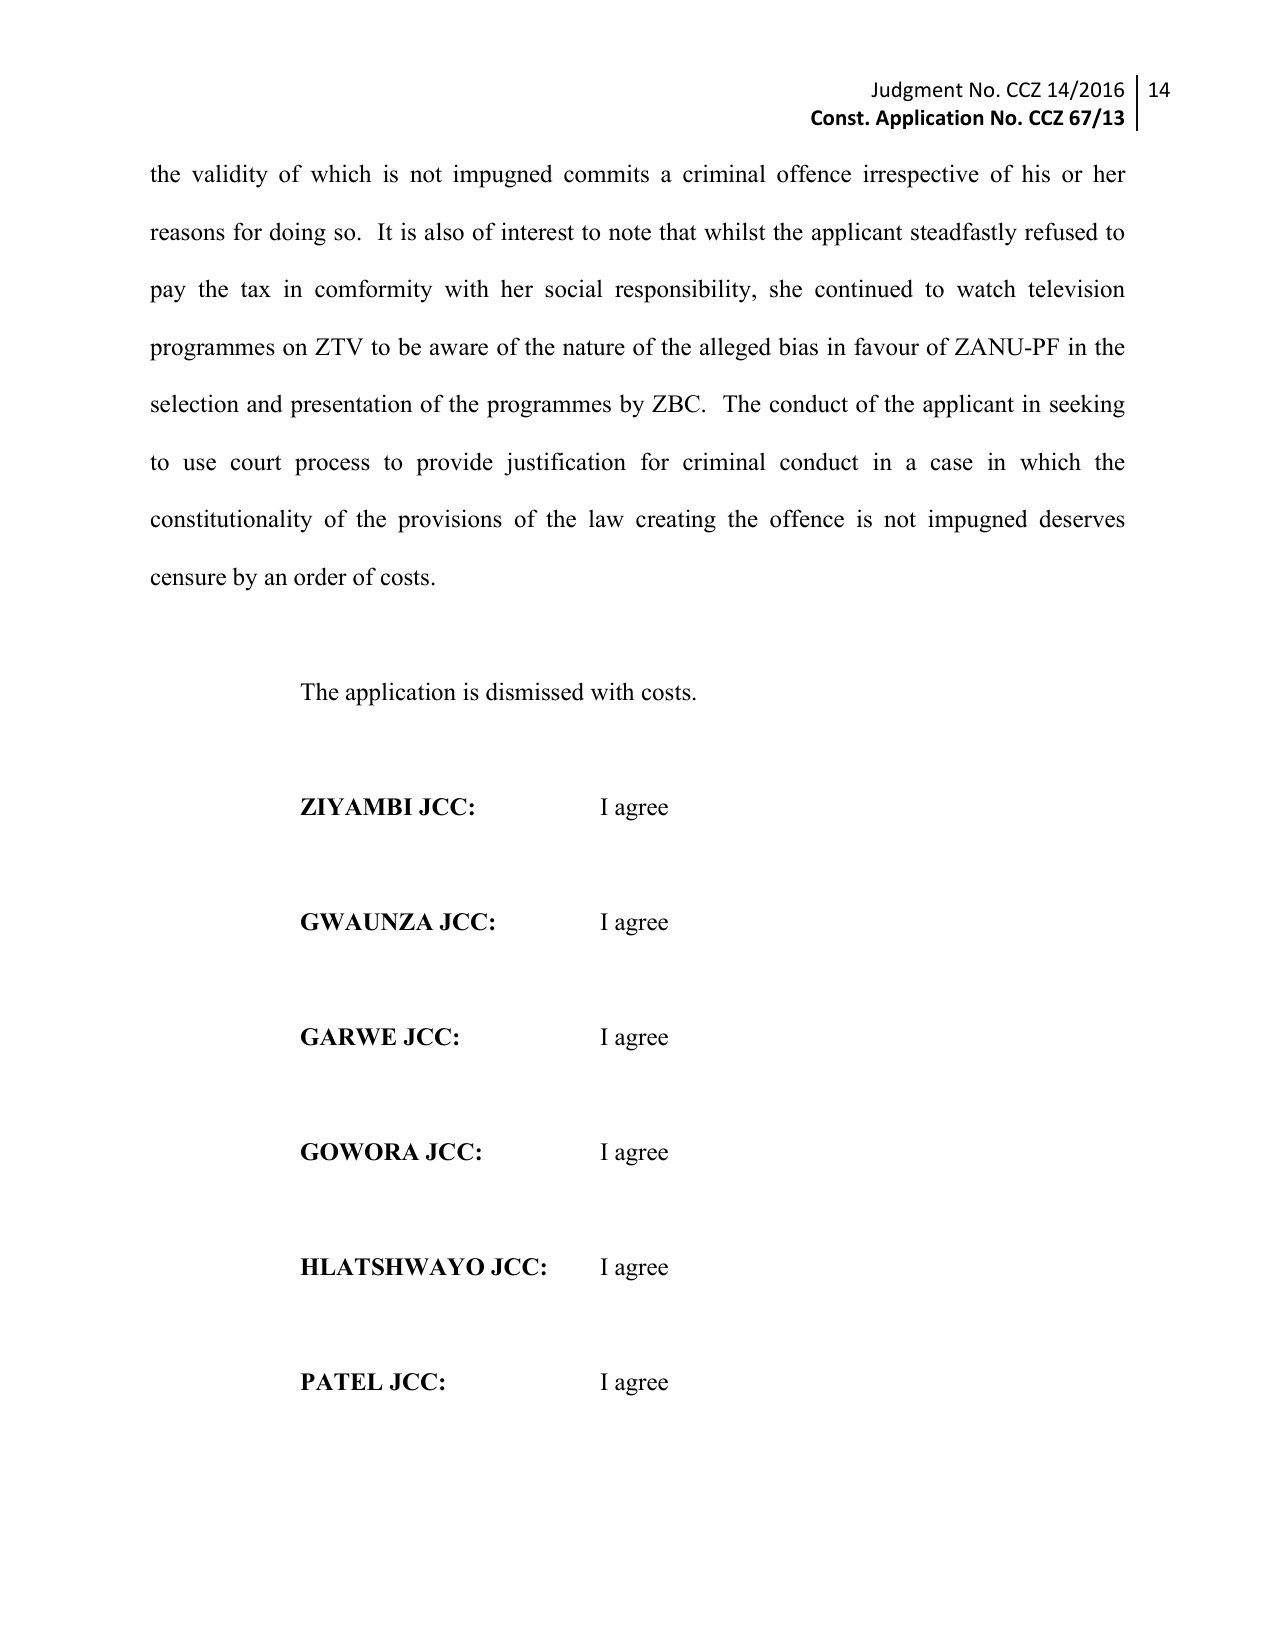 Judgment No. CCZ 14/2016 14
Const. Application No. CCZ 67/13
the validity of which is not impugned commits a criminal offence irrespective of his or her
reasons for doing so. It is also of interest to note that whilst the applicant steadfastly refused to
pay the tax in comformity with her social responsibility, she continued to watch television
programmes on ZTV to be aware of the nature of the alleged bias in favour of ZANU-PF in the
selection and presentation of the programmes by ZBC. The conduct of the applicant in seeking
to use court process to provide justification for criminal conduct in a case in which the
constitutionality of the provisions of the law creating the offence is not impugned deserves
censure by an order of costs.
The application is dismissed with costs.
ZIYAMBI JCC: I agree
GWAUNZA JCC: I agree
GARWE JCC: I agree
GOWORA JCC: I agree
HLATSHWAYO JCC: I agree
PATEL JCC: I agree